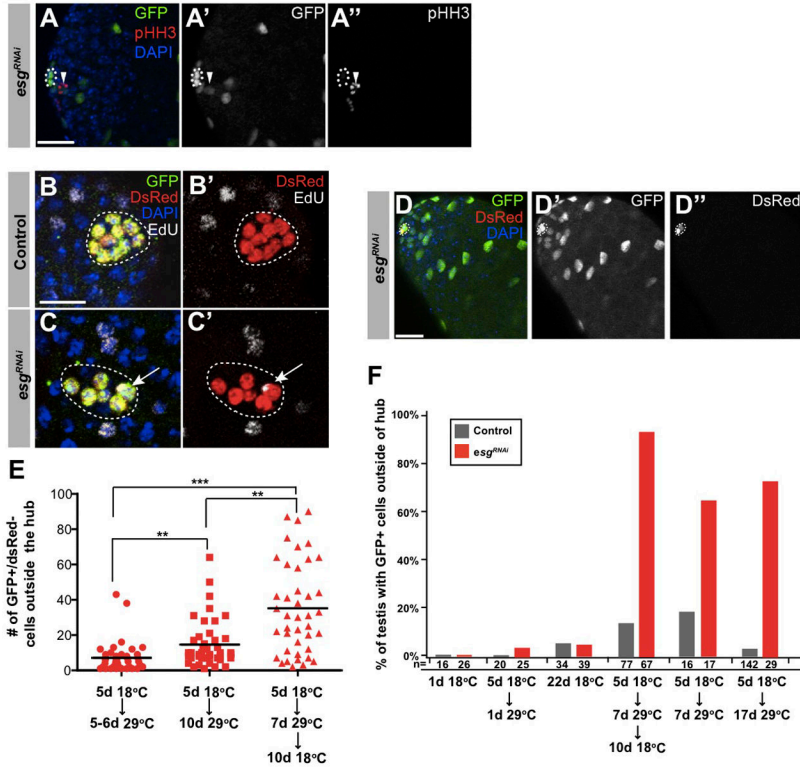 A
GFP
pHH3
DAPI
A'
GFP
A"
pHH3
esgRNAi
B
GFP
DsRed
DAPI
EdU
B'
DsRed
EdU
Control
C
C'
esgRNAi
D
GFP
DsRed
DAPI
D'
GFP
D"
DsRed
esgRNAi
E
# of GFP+/dsRed-
cells outside the hub
100
80
60
40
20
0
***
**
**
5d 18°C
↓
5-6d 29°C
5d 18°C
↓
10d 29°C
5d 18°C
↓
7d 29°C
↓
10d 18°C
F
% of testis with GFP+ cells outside of hub
100%
80%
60%
40%
20%
0%
Control
esgRNAi
n= 16 26 20 25 34 39 77 67 16 17 142 29
1d 18°C
5d 18°C
↓
1d 29°C
22d 18°C
5d 18°C
↓
7d 29°C
↓
10d 18°C
5d 18°C
↓
7d 29°C
5d 18°C
↓
17d 29°C